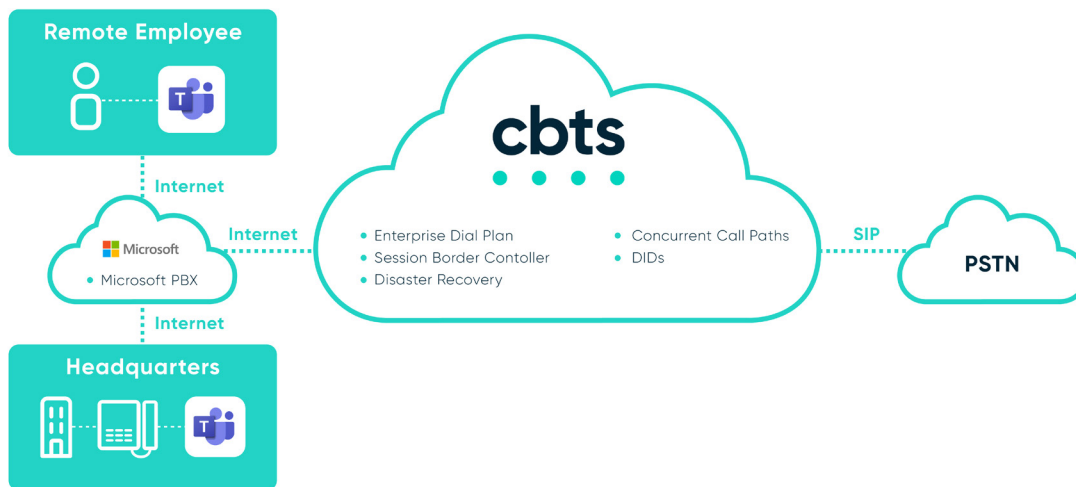 Remote Employee
T
Internet
Microsoft
Microsoft PBX
Internet
Internet
Headquarters
T
cbts
Enterprise Dial Plan
Session Border Contoller
Disaster Recovery
Concurrent Call Paths
DIDs
SIP
PSTN